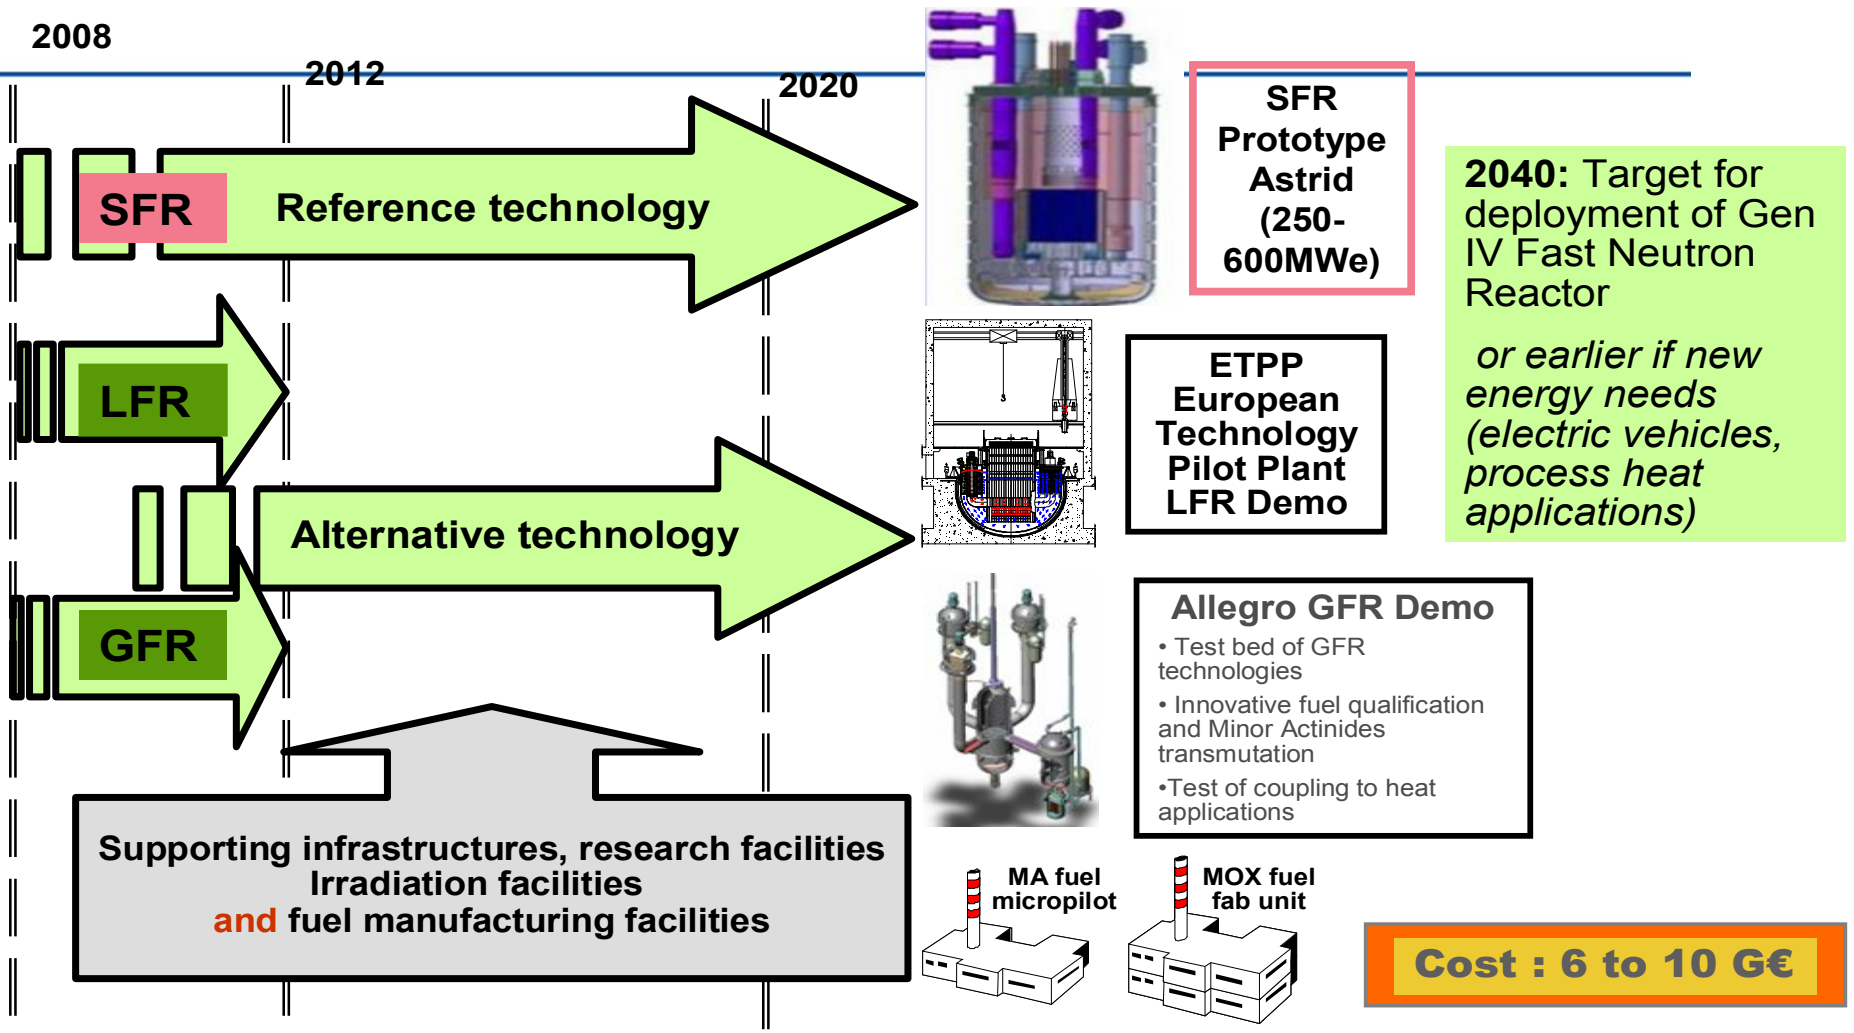 2008
2012
2020
SFR
Reference technology
LFR
Alternative technology
GFR
Supporting infrastructures, research facilities
Irradiation facilities
and fuel manufacturing facilities
SFR
Prototype
Astrid
(250-
600MWe)
ETPP
European
Technology
Pilot Plant
LFR Demo
Allegro GFR Demo
• Test bed of GFR
technologies
• Innovative fuel qualification
and Minor Actinides
transmutation
•Test of coupling to heat
applications
MA fuel
micropilot
MOX fuel
fab unit
2040: Target for
deployment of Gen
IV Fast Neutron
Reactor
or earlier if new
energy needs
(electric vehicles,
process heat
applications)
Cost : 6 to 10 G€